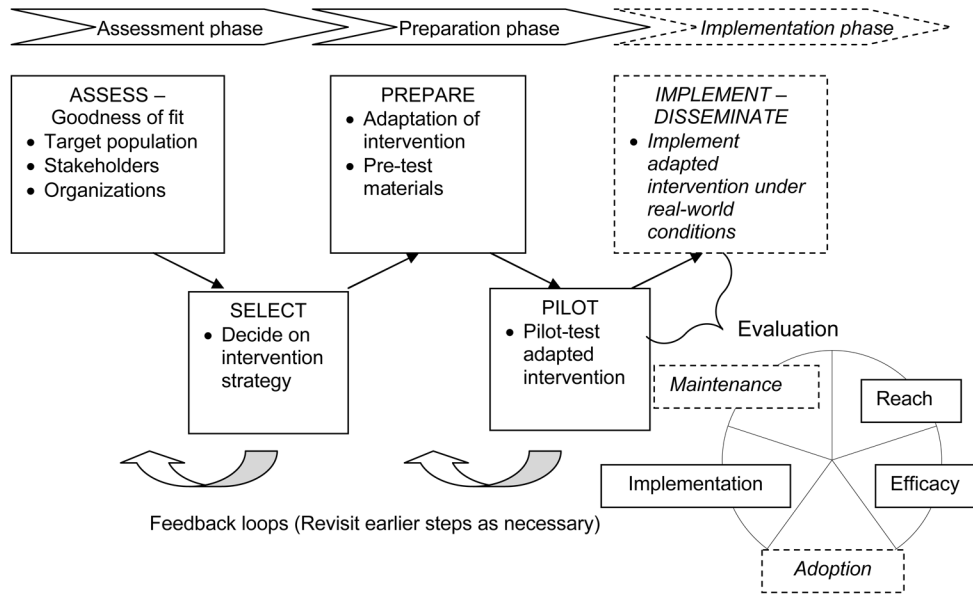 Assessment phase
Preparation phase
Implementation phase
ASSESS –
Goodness of fit
• Target population
• Stakeholders
• Organizations
PREPARE
• Adaptation of
intervention
• Pre-test
materials
IMPLEMENT –
DISSEMINATE
• Implement
adapted
intervention under
real-world
conditions
SELECT
• Decide on
intervention
strategy
PILOT
• Pilot-test
adapted
intervention
Evaluation
Maintenance
Reach
Implementation
Efficacy
Adoption
Feedback loops (Revisit earlier steps as necessary)